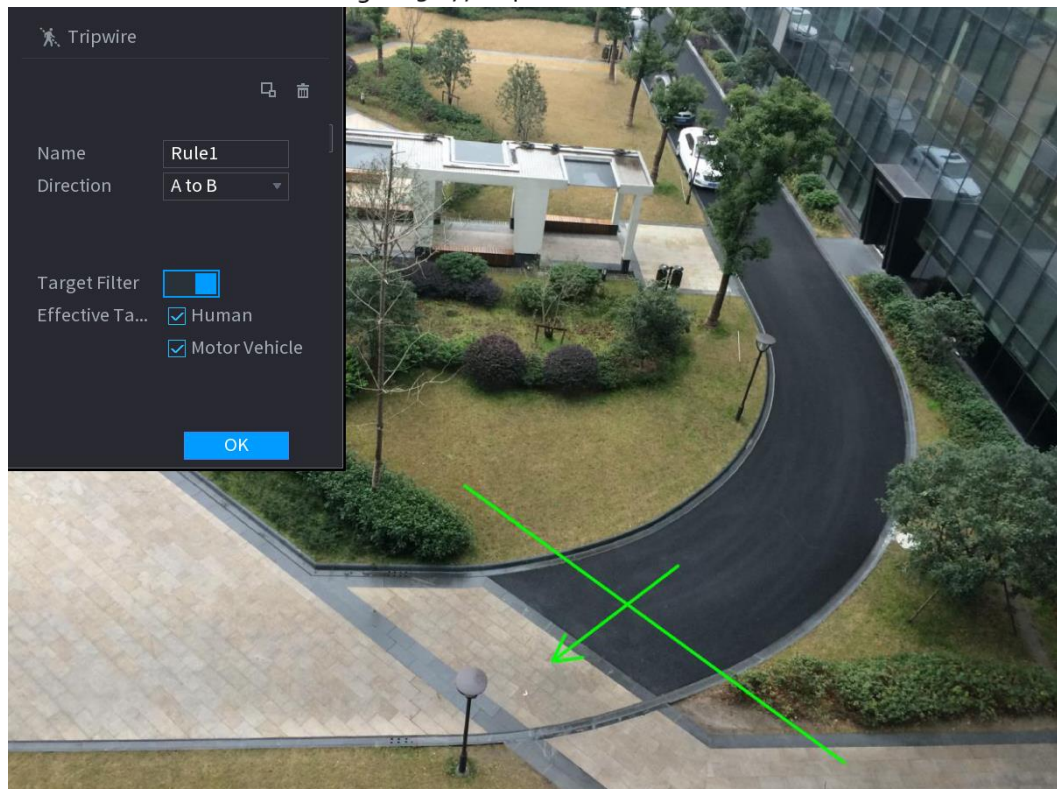 Tripwire
Name Rule1
Direction A to B
Target Filter
Effective Ta... Human
Motor Vehicle
OK